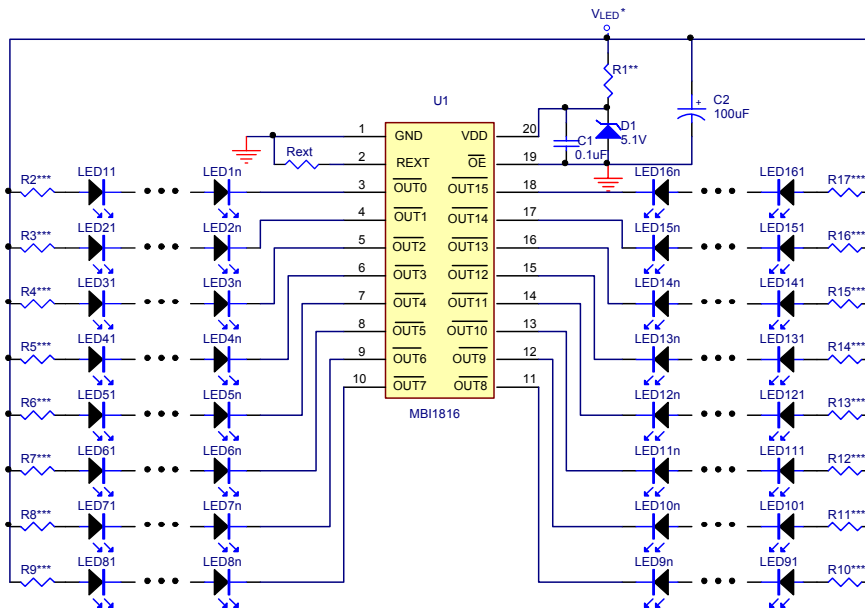 VLED*
R1**
C2
100uF
U1
D1
5.1V
C1
0.1uF
Rext
1 GND VDD 20
2 REXT OE 19
3 OUT0 OUT15 18
4 OUT1 OUT14 17
5 OUT2 OUT13 16
6 OUT3 OUT12 15
7 OUT4 OUT11 14
8 OUT5 OUT10 13
9 OUT6 OUT9 12
10 OUT7 OUT8 11
MBI1816
R2*** LED11 LED1n LED16n LED161 R17***
R3*** LED21 LED2n LED15n LED151 R16***
R4*** LED31 LED3n LED14n LED141 R15***
R5*** LED41 LED4n LED13n LED131 R14***
R6*** LED51 LED5n LED12n LED121 R13***
R7*** LED61 LED6n LED11n LED111 R12***
R8*** LED71 LED7n LED10n LED101 R11***
R9*** LED81 LED8n LED9n LED91 R10***